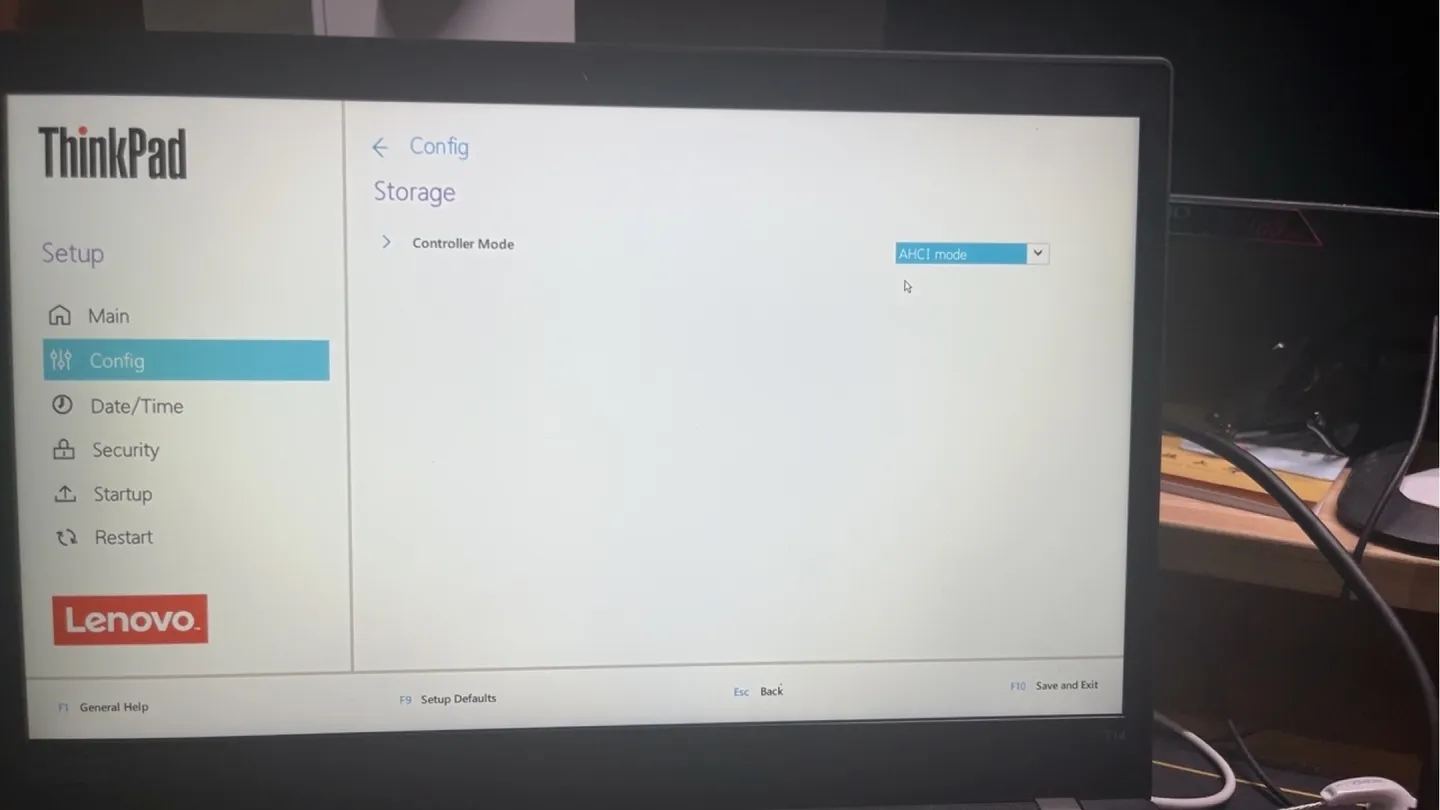 ThinkPad
Setup
Main
Config
Date/Time
Security
Startup
Restart
Lenovo
← Config
Storage
Controller Mode
AHCI mode
F1 General Help
F9 Setup Defaults
Esc Back
F10 Save and Exit
T14